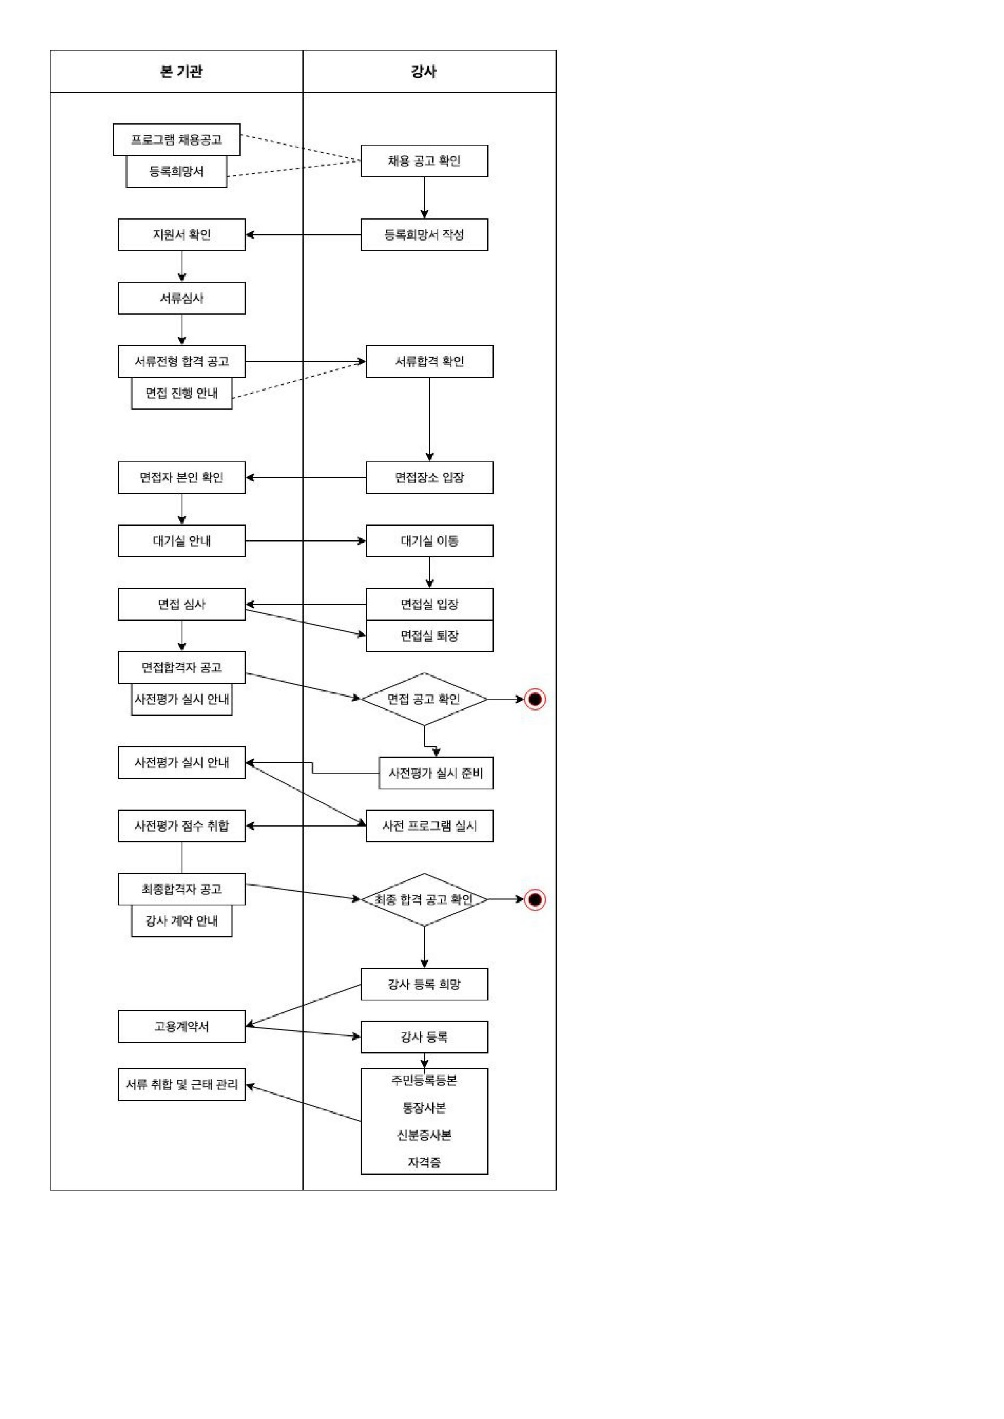 본 기관
강사
프로그램 채용공고
등록희망서
채용 공고 확인
지원서 확인
등록희망서 작성
서류심사
서류전형 합격 공고
면접 진행 안내
서류합격 확인
면접자 본인 확인
면접장소 입장
대기실 안내
대기실 이동
면접 심사
면접실 입장
면접실 퇴장
면접합격자 공고
사전평가 실시 안내
면접 공고 확인
사전평가 실시 안내
사전평가 실시 준비
사전평가 점수 취합
사전 프로그램 실시
최종합격자 공고
강사 계약 안내
최종 합격 공고 확인
강사 등록 희망
고용계약서
강사 등록
서류 취합 및 근태 관리
주민등록등본
통장사본
신분증사본
자격증